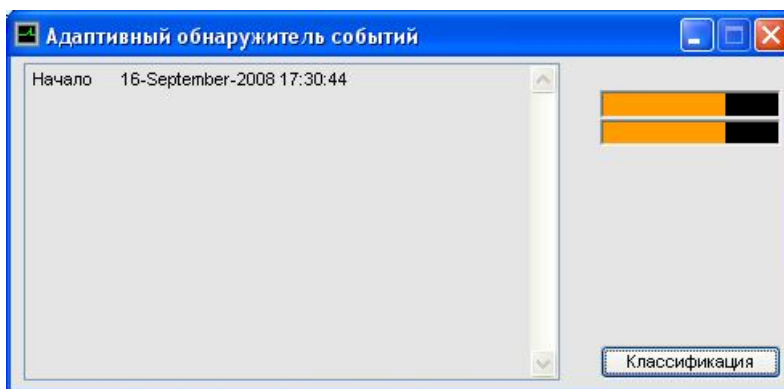 Адаптивный обнаружитель событий
Начало 16-September-2008 17:30:44
Классификация